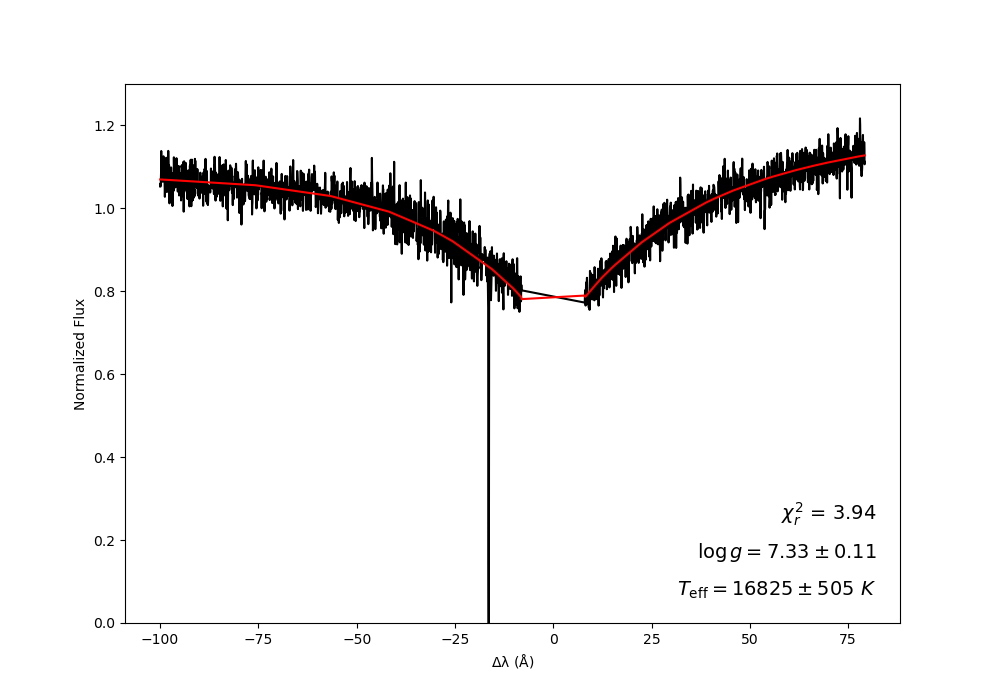 1.2
1.0
0.8
0.6
0.4
0.2
0.0
Normalized Flux
χ²ᵣ = 3.94
log g = 7.33 ± 0.11
T_eff = 16825 ± 505 K
−100 −75 −50 −25 0 25 50 75
Δλ (Å)